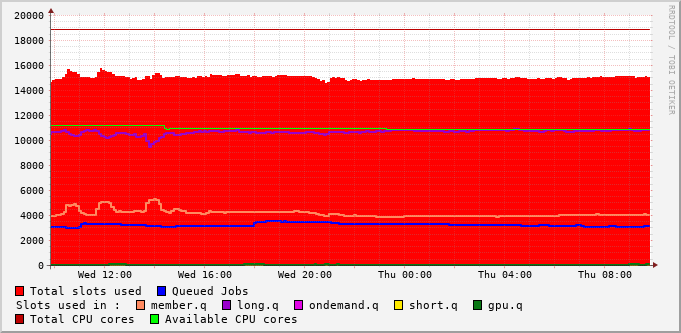 20000
18000
16000
14000
12000
10000
8000
6000
4000
2000
0
Wed 12:00 Wed 16:00 Wed 20:00 Thu 00:00 Thu 04:00 Thu 08:00
Total slots used Queued Jobs
Slots used in : member.q long.q ondemand.q short.q gpu.q
Total CPU cores Available CPU cores
RRDTOOL / TOBI OETIKER